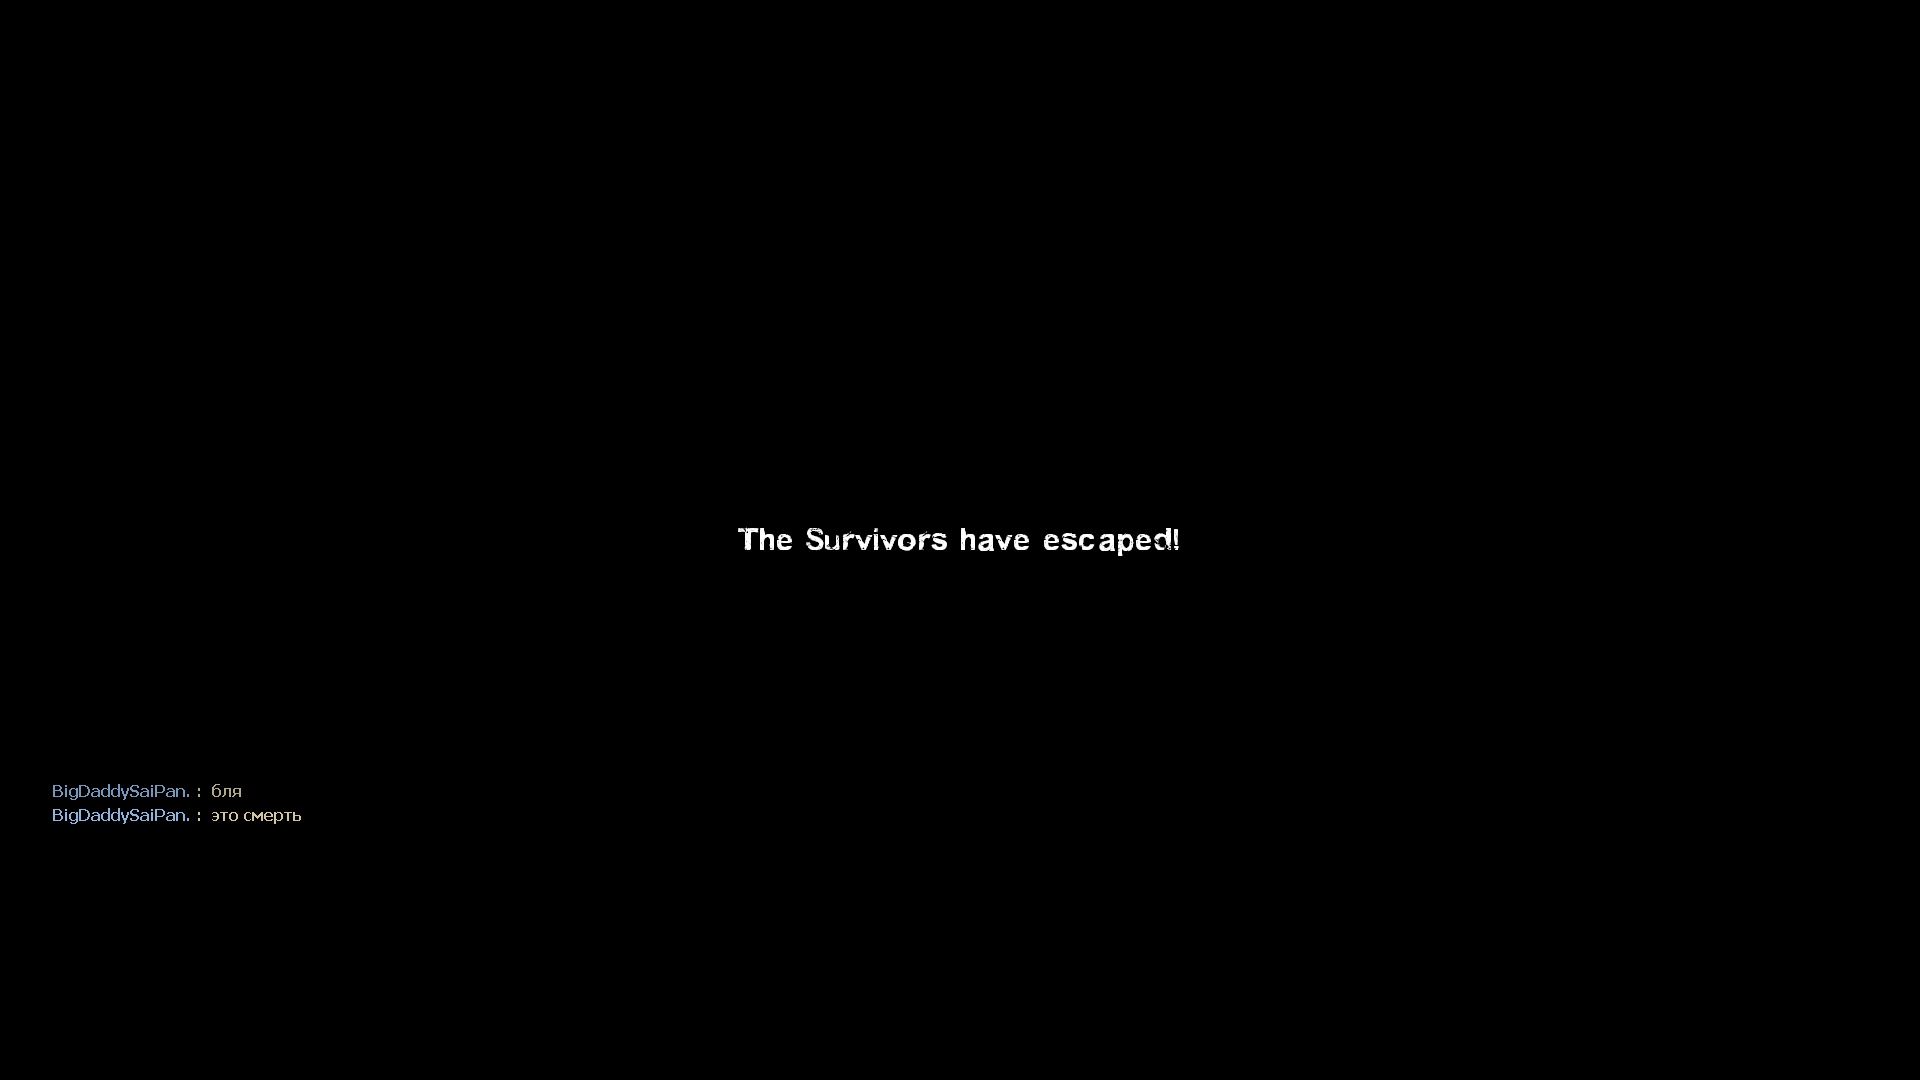 The Survivors have escaped!
BigDaddySaiPan. : бля
BigDaddySaiPan. : это смерть